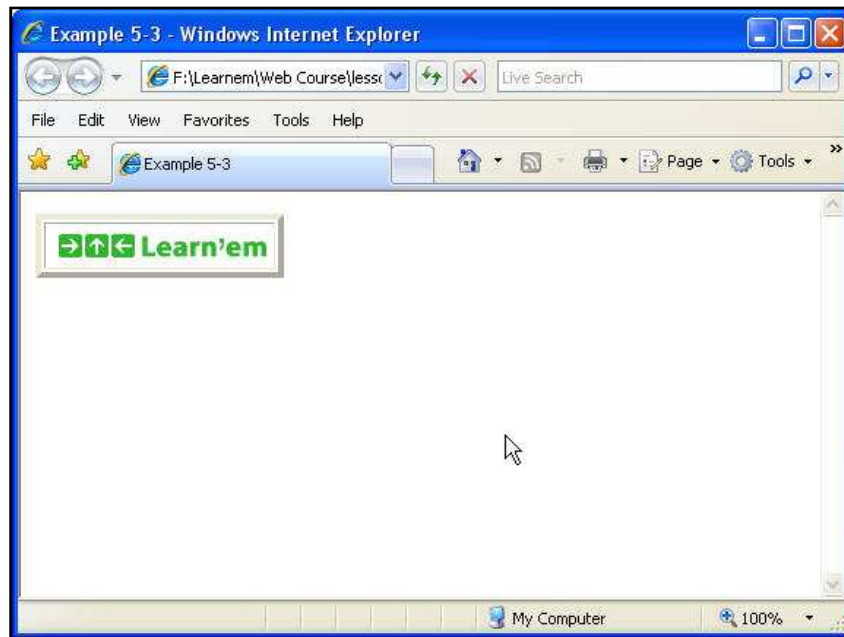 Example 5-3 - Windows Internet Explorer
F:\Learnem\Web Course\less
Live Search
File Edit View Favorites Tools Help
Example 5-3
Page
Tools
»
Learn'em
My Computer
100%